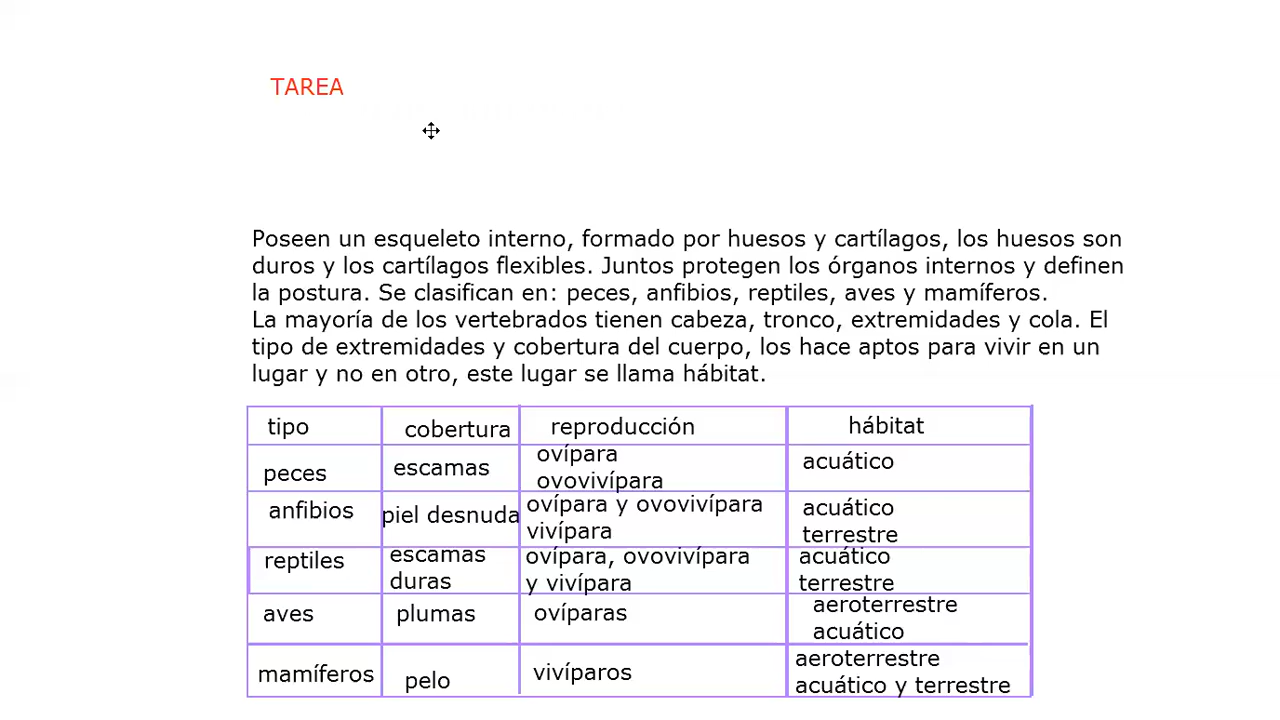 TAREA
Poseen un esqueleto interno, formado por huesos y cartílagos, los huesos son
duros y los cartílagos flexibles. Juntos protegen los órganos internos y definen
la postura. Se clasifican en: peces, anfibios, reptiles, aves y mamíferos.
La mayoría de los vertebrados tienen cabeza, tronco, extremidades y cola. El
tipo de extremidades y cobertura del cuerpo, los hace aptos para vivir en un
lugar y no en otro, este lugar se llama hábitat.
tipo cobertura reproducción hábitat
peces escamas ovípara acuático
ovovivípara
anfibios piel desnuda ovípara y ovovivípara acuático
vivípara terrestre
reptiles escamas ovípara, ovovivípara acuático
duras y vivípara terrestre
aves plumas ovíparas aeroterrestre
acuático
mamíferos pelo vivíparos aeroterrestre
acuático y terrestre